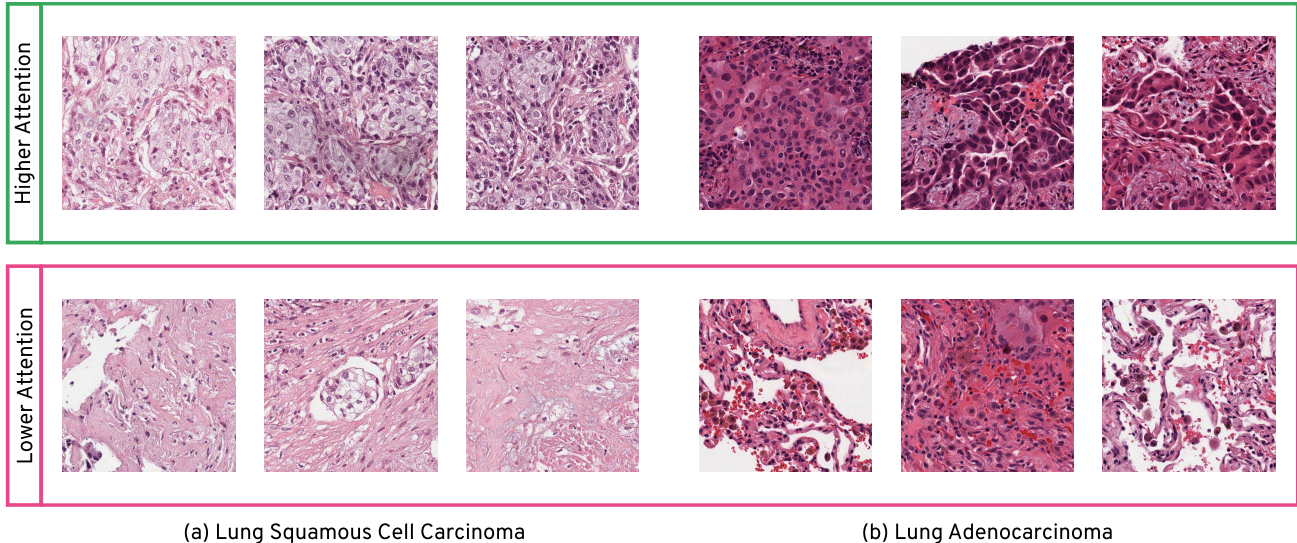 Higher Attention
Lower Attention
(a) Lung Squamous Cell Carcinoma
(b) Lung Adenocarcinoma